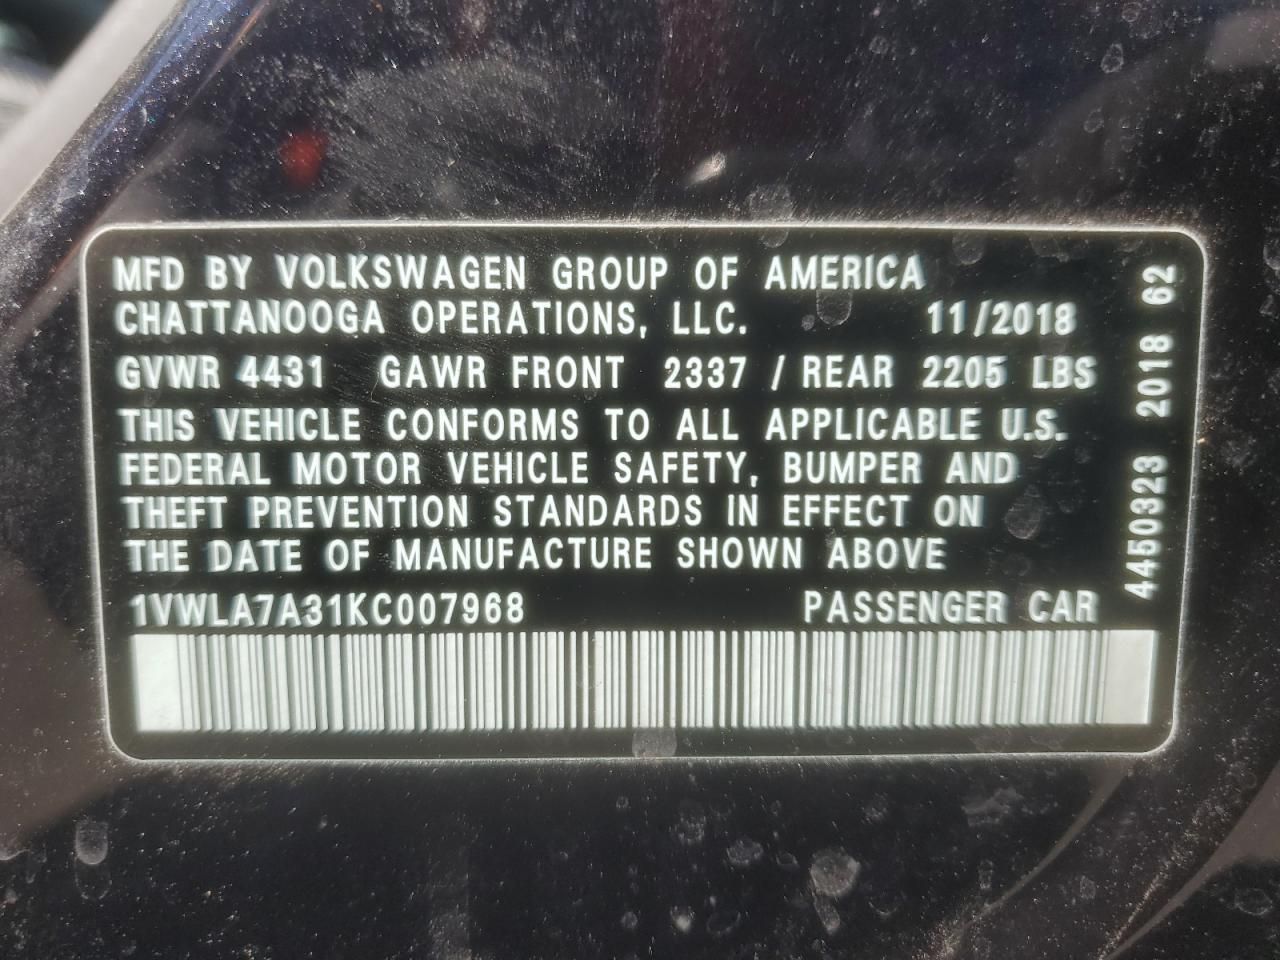 MFD BY VOLKSWAGEN GROUP OF AMERICA
CHATTANOOGA OPERATIONS, LLC. 11/2018
GVWR 4431 GAWR FRONT 2337 / REAR 2205 LBS
THIS VEHICLE CONFORMS TO ALL APPLICABLE U.S.
FEDERAL MOTOR VEHICLE SAFETY, BUMPER AND
THEFT PREVENTION STANDARDS IN EFFECT ON
THE DATE OF MANUFACTURE SHOWN ABOVE
1VWLA7A31KC007968 PASSENGER CAR
4450323 2018 62